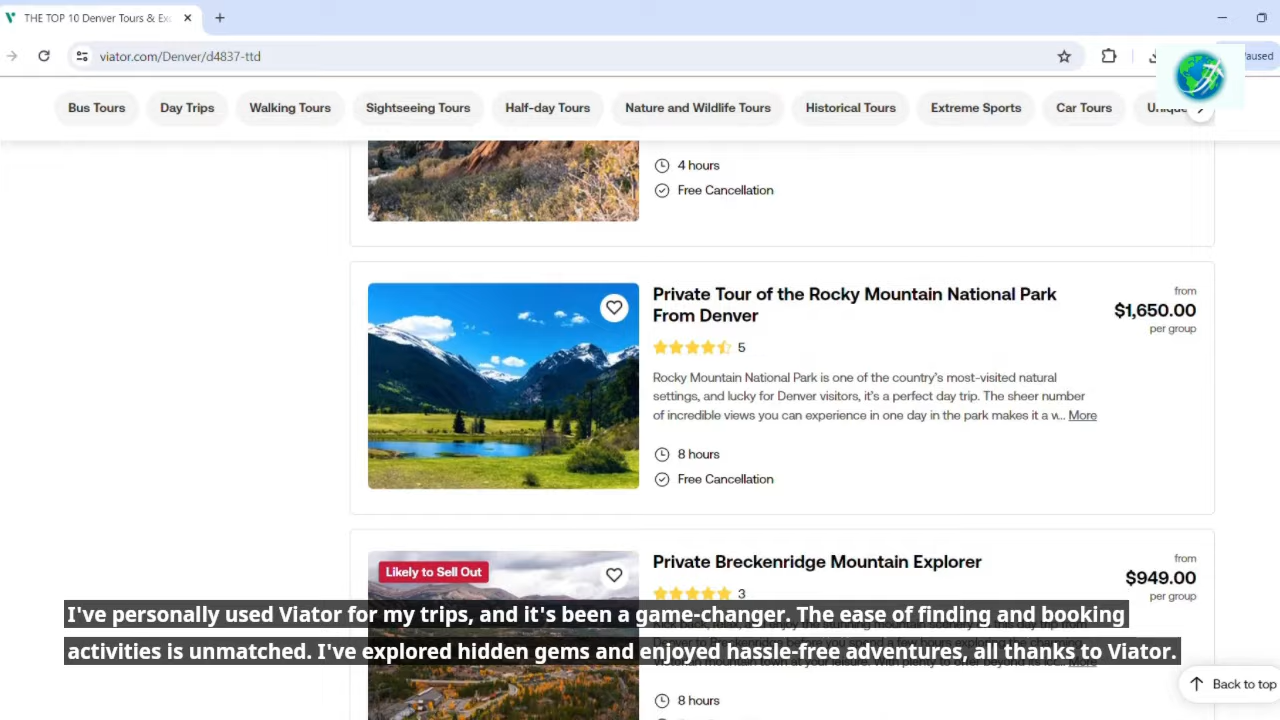 THE TOP 10 Denver Tours & Exc
viator.com/Denver/d4837-ttd
aused
Bus Tours
Day Trips
Walking Tours
Sightseeing Tours
Half-day Tours
Nature and Wildlife Tours
Historical Tours
Extreme Sports
Car Tours
Unique
4 hours
Free Cancellation
Private Tour of the Rocky Mountain National Park
From Denver
from
$1,650.00
per group
5
Rocky Mountain National Park is one of the country's most-visited natural
settings, and lucky for Denver visitors, it's a perfect day trip. The sheer number
of incredible views you can experience in one day in the park makes it a w... More
8 hours
Free Cancellation
Likely to Sell Out
Private Breckenridge Mountain Explorer
from
$949.00
per group
3
I've personally used Viator for my trips, and it's been a game-changer. The ease of finding and booking
activities is unmatched. I've explored hidden gems and enjoyed hassle-free adventures, all thanks to Viator.
More
8 hours
Back to top